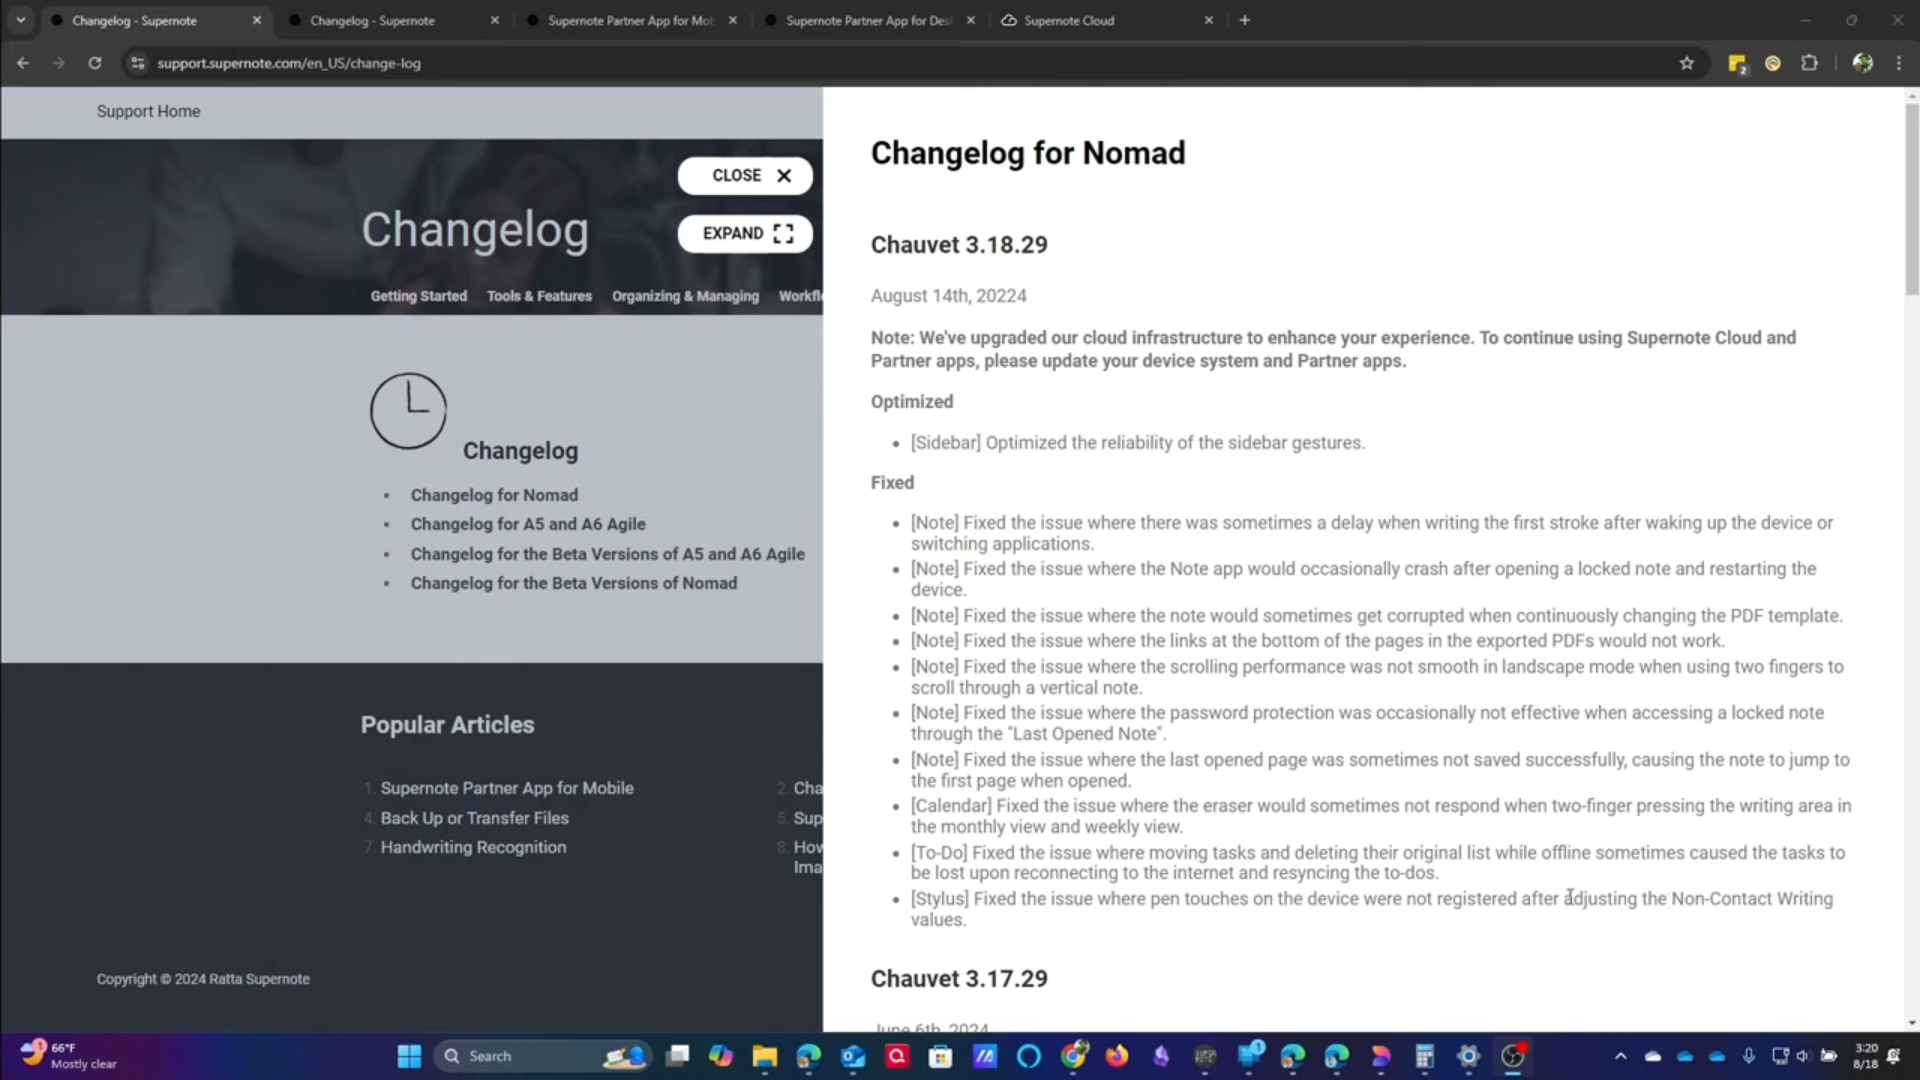 Changelog - Supernote
Changelog - Supernote
Supernote Partner App for Mo
Supernote Partner App for Des
Supernote Cloud
support.supernote.com/en_US/change-log
2
Support Home
CLOSE
EXPAND
Changelog
Getting Started Tools & Features Organizing & Managing Workfl
Changelog
• Changelog for Nomad
• Changelog for A5 and A6 Agile
• Changelog for the Beta Versions of A5 and A6 Agile
• Changelog for the Beta Versions of Nomad
Popular Articles
1. Supernote Partner App for Mobile
2. Cha
4. Back Up or Transfer Files
5. Sup
7. Handwriting Recognition
8. How
Ima
Copyright © 2024 Ratta Supernote
Changelog for Nomad
Chauvet 3.18.29
August 14th, 20224
Note: We've upgraded our cloud infrastructure to enhance your experience. To continue using Supernote Cloud and
Partner apps, please update your device system and Partner apps.
Optimized
• [Sidebar] Optimized the reliability of the sidebar gestures.
Fixed
• [Note] Fixed the issue where there was sometimes a delay when writing the first stroke after waking up the device or
switching applications.
• [Note] Fixed the issue where the Note app would occasionally crash after opening a locked note and restarting the
device.
• [Note] Fixed the issue where the note would sometimes get corrupted when continuously changing the PDF template.
• [Note] Fixed the issue where the links at the bottom of the pages in the exported PDFs would not work.
• [Note] Fixed the issue where the scrolling performance was not smooth in landscape mode when using two fingers to
scroll through a vertical note.
• [Note] Fixed the issue where the password protection was occasionally not effective when accessing a locked note
through the "Last Opened Note".
• [Note] Fixed the issue where the last opened page was sometimes not saved successfully, causing the note to jump to
the first page when opened.
• [Calendar] Fixed the issue where the eraser would sometimes not respond when two-finger pressing the writing area in
the monthly view and weekly view.
• [To-Do] Fixed the issue where moving tasks and deleting their original list while offline sometimes caused the tasks to
be lost upon reconnecting to the internet and resyncing the to-dos.
• [Stylus] Fixed the issue where pen touches on the device were not registered after adjusting the Non-Contact Writing
values.
Chauvet 3.17.29
June 6th, 2024
1
66°F
Mostly clear
Search
1
3:20
8/18